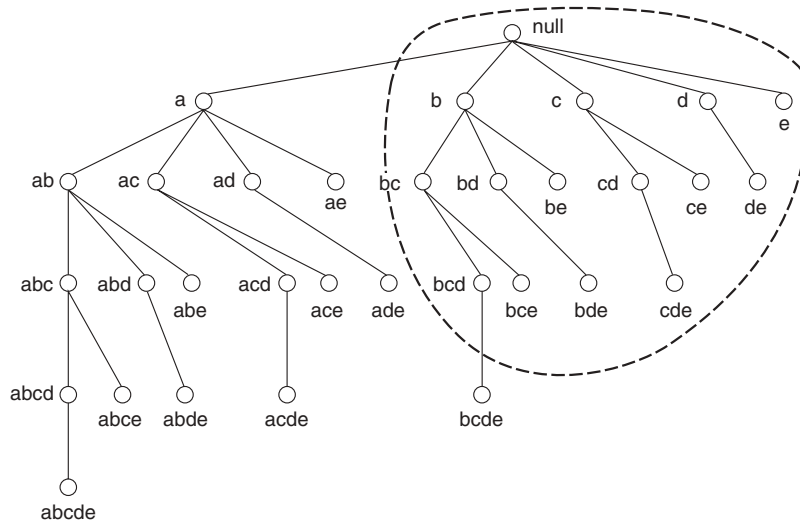 null
a b c d e
ab ac ad ae bc bd be cd ce de
abc abd abe acd ace ade bcd bce bde cde
abcd abce abde acde bcde
abcde